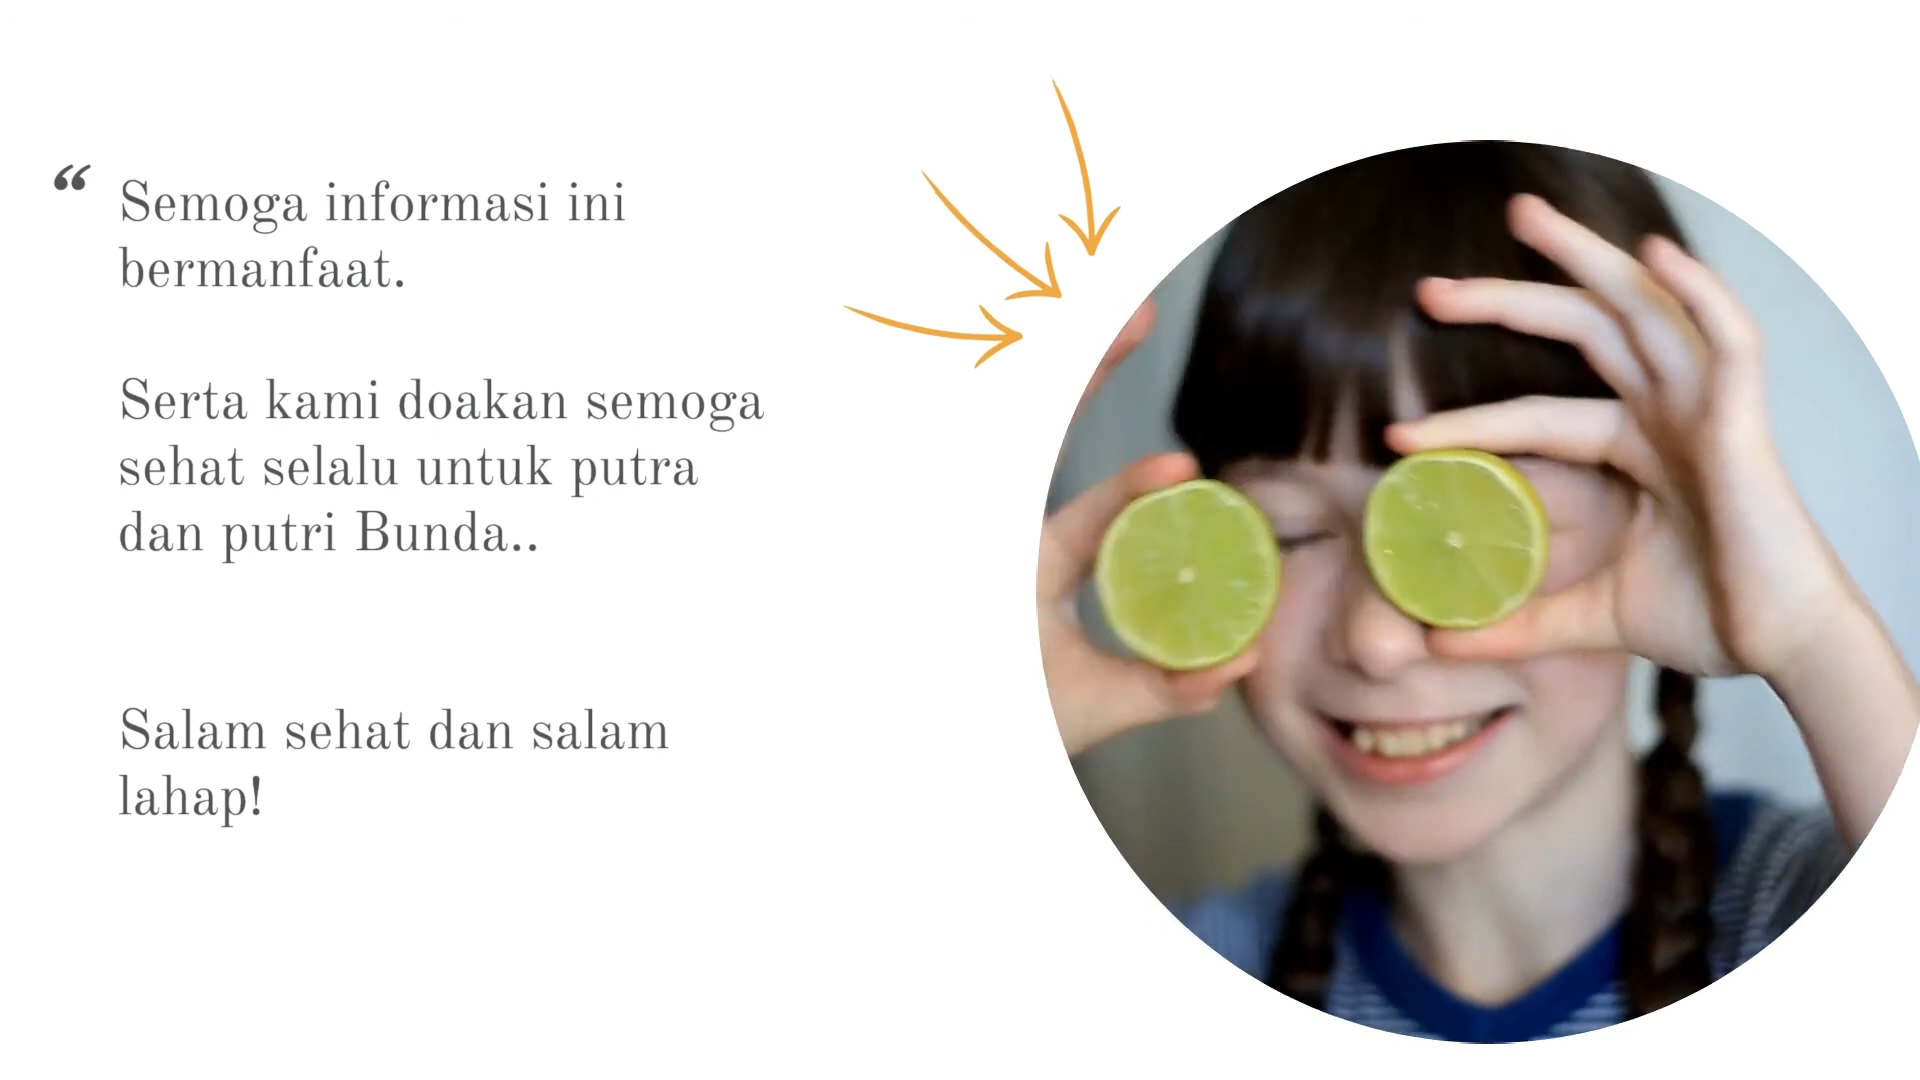 “ Semoga informasi ini
bermanfaat.
Serta kami doakan semoga
sehat selalu untuk putra
dan putri Bunda..
Salam sehat dan salam
lahap!